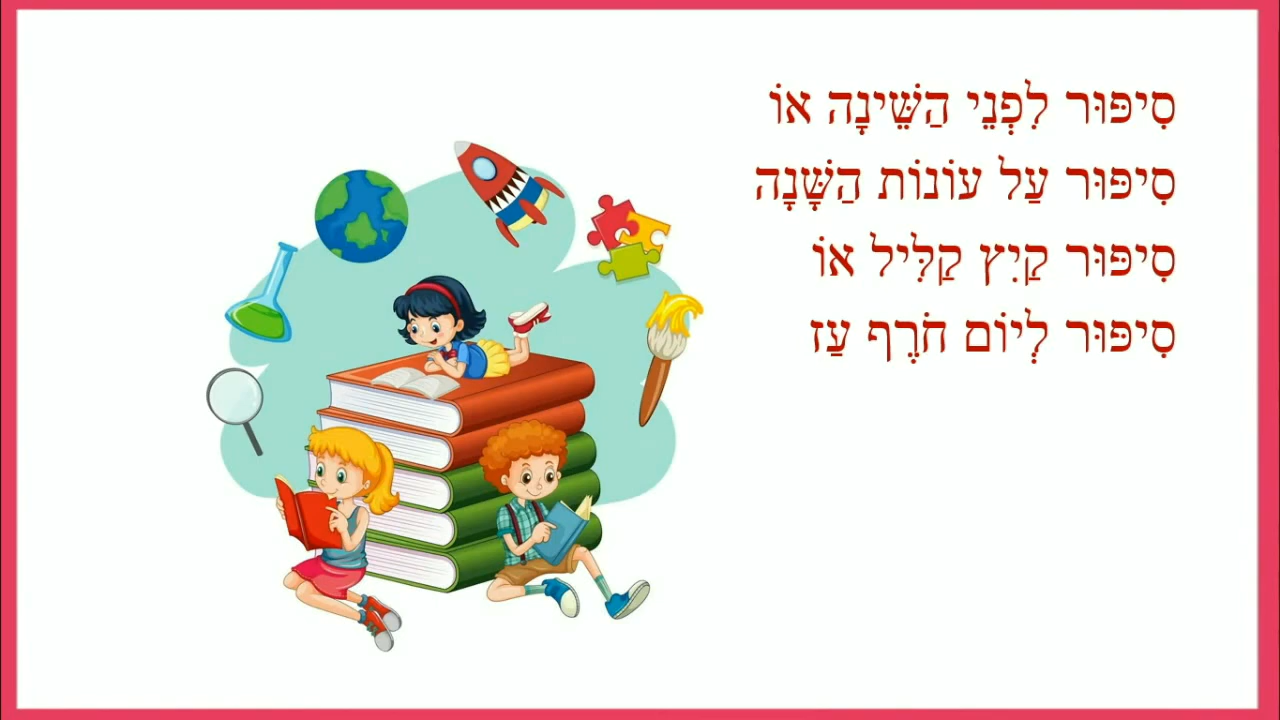 סִיפּוּר לִפְנֵי הַשֵּׁינָה אוֹ
סִיפּוּר עַל עוֹנוֹת הַשָּׁנָה
סִיפּוּר קַיִץ קַלִּיל אוֹ
סִיפּוּר לְיוֹם חֹרֶף עַז